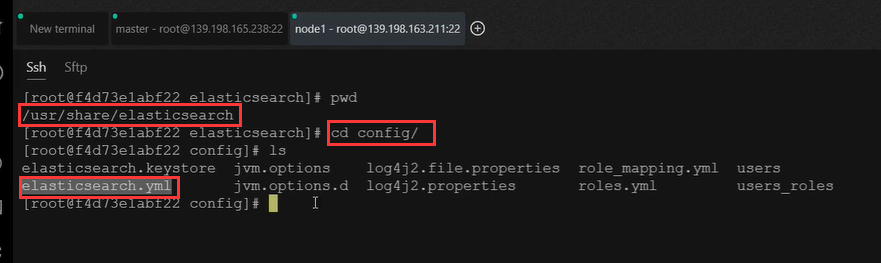 New terminal master - root@139.198.165.238:22 node1 - root@139.198.163.211:22
Ssh Sftp
[root@f4d73e1abf22 elasticsearch]# pwd
/usr/share/elasticsearch
[root@f4d73e1abf22 elasticsearch]# cd config/
[root@f4d73e1abf22 config]# ls
elasticsearch.keystore jvm.options log4j2.file.properties role_mapping.yml users
elasticsearch.yml jvm.options.d log4j2.properties roles.yml users_roles
[root@f4d73e1abf22 config]#